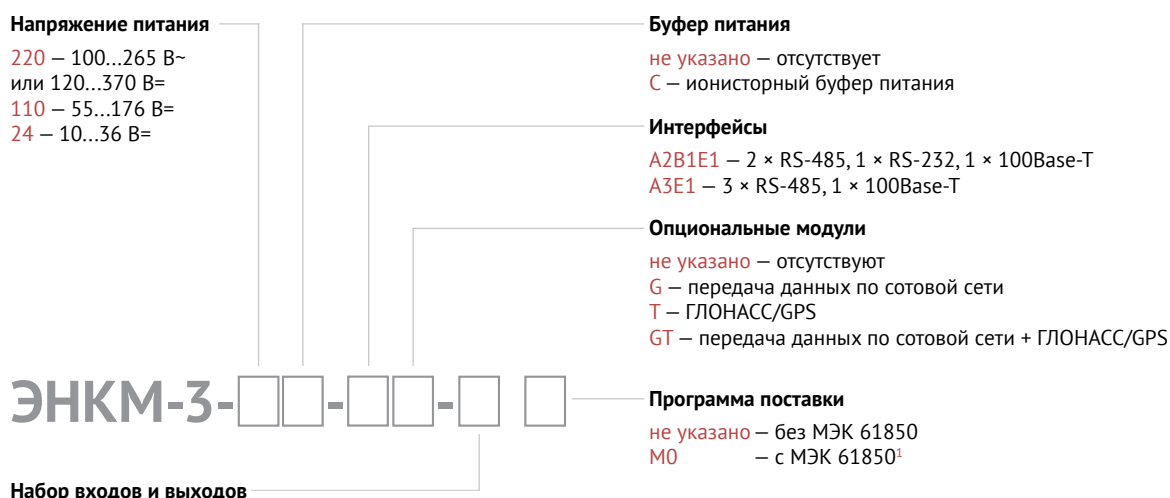 Напряжение питания
220 — 100...265 В~
или 120...370 В=
110 — 55...176 В=
24 — 10...36 В=
Буфер питания
не указано — отсутствует
С — ионисторный буфер питания
Интерфейсы
A2B1E1 — 2 × RS-485, 1 × RS-232, 1 × 100Base-T
A3E1 — 3 × RS-485, 1 × 100Base-T
Опциональные модули
не указано — отсутствуют
G — передача данных по сотовой сети
T — ГЛОНАСС/GPS
GT — передача данных по сотовой сети + ГЛОНАСС/GPS
ЭНКМ-3- - -
Программа поставки
не указано — без МЭК 61850
M0 — с МЭК 61850¹
Набор входов и выходов